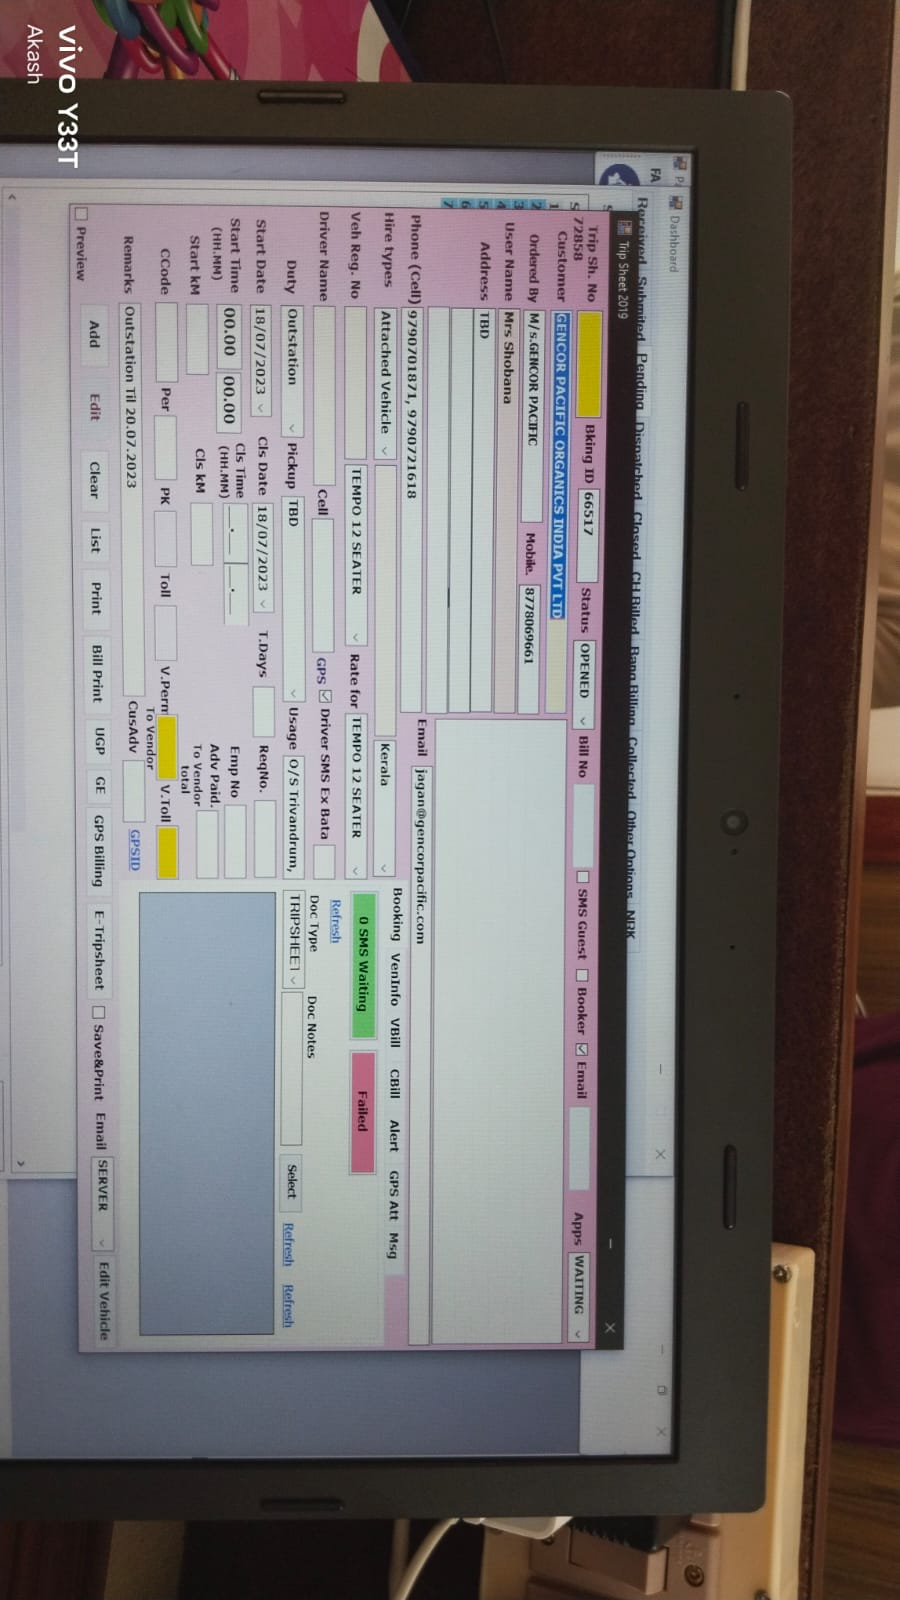 Dashboard
FA
Received Submited Pending Dispatched Closed CH Billed Bang Billing Collected Other Options NRK
Trip Sheet 2019
Trip Sh. No Bking ID 66517 Status OPENED Bill No SMS Guest Booker Email Apps WAITING
72858
Customer GENCOR PACIFIC ORGANICS INDIA PVT LTD
Ordered By M/s.GENCOR PACIFIC Mobile. 8778069661
User Name Mrs Shobana
Address TBD
Email jagan@gencorpacific.com
Phone (Cell) 9790701871, 9790721618
Booking VenInfo VBill CBill Alert GPS Att Msg
Hire types Attached Vehicle Kerala
0 SMS Waiting Failed
Veh Reg. No TEMPO 12 SEATER Rate for TEMPO 12 SEATER
Refresh
Driver Name Cell GPS Driver SMS Ex Bata
Doc Type Doc Notes
TRIPSHEET Select Refresh Refresh
Duty Outstation Pickup TBD Usage O/S Trivandrum,
Start Date 18/07/2023 Cls Date 18/07/2023 T.Days ReqNo.
Start Time 00.00 00.00 Cls Time Emp No
(HH.MM) (HH.MM)
Adv Paid.
Start kM Cls kM To Vendor
total
CCode Per PK Toll V.Perm V.Toll
To Vendor
Remarks Outstation Til 20.07.2023 CusAdv GPSID
Add Edit Clear List Print Bill Print UGP GE GPS Billing E-Tripsheet Save&Print Email SERVER Edit Vehicle
Preview
vivo Y33T
Akash